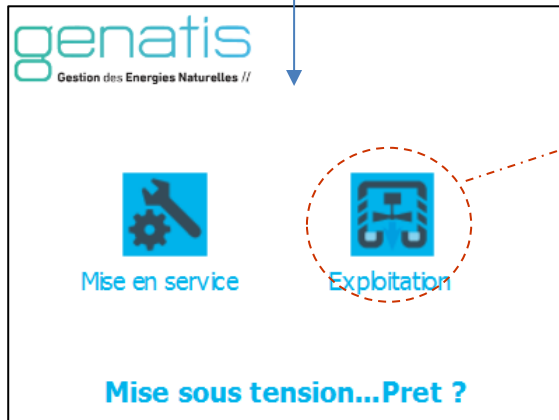 genatis
Gestion des Energies Naturelles //
Mise en service
Exploitation
Mise sous tension...Pret ?